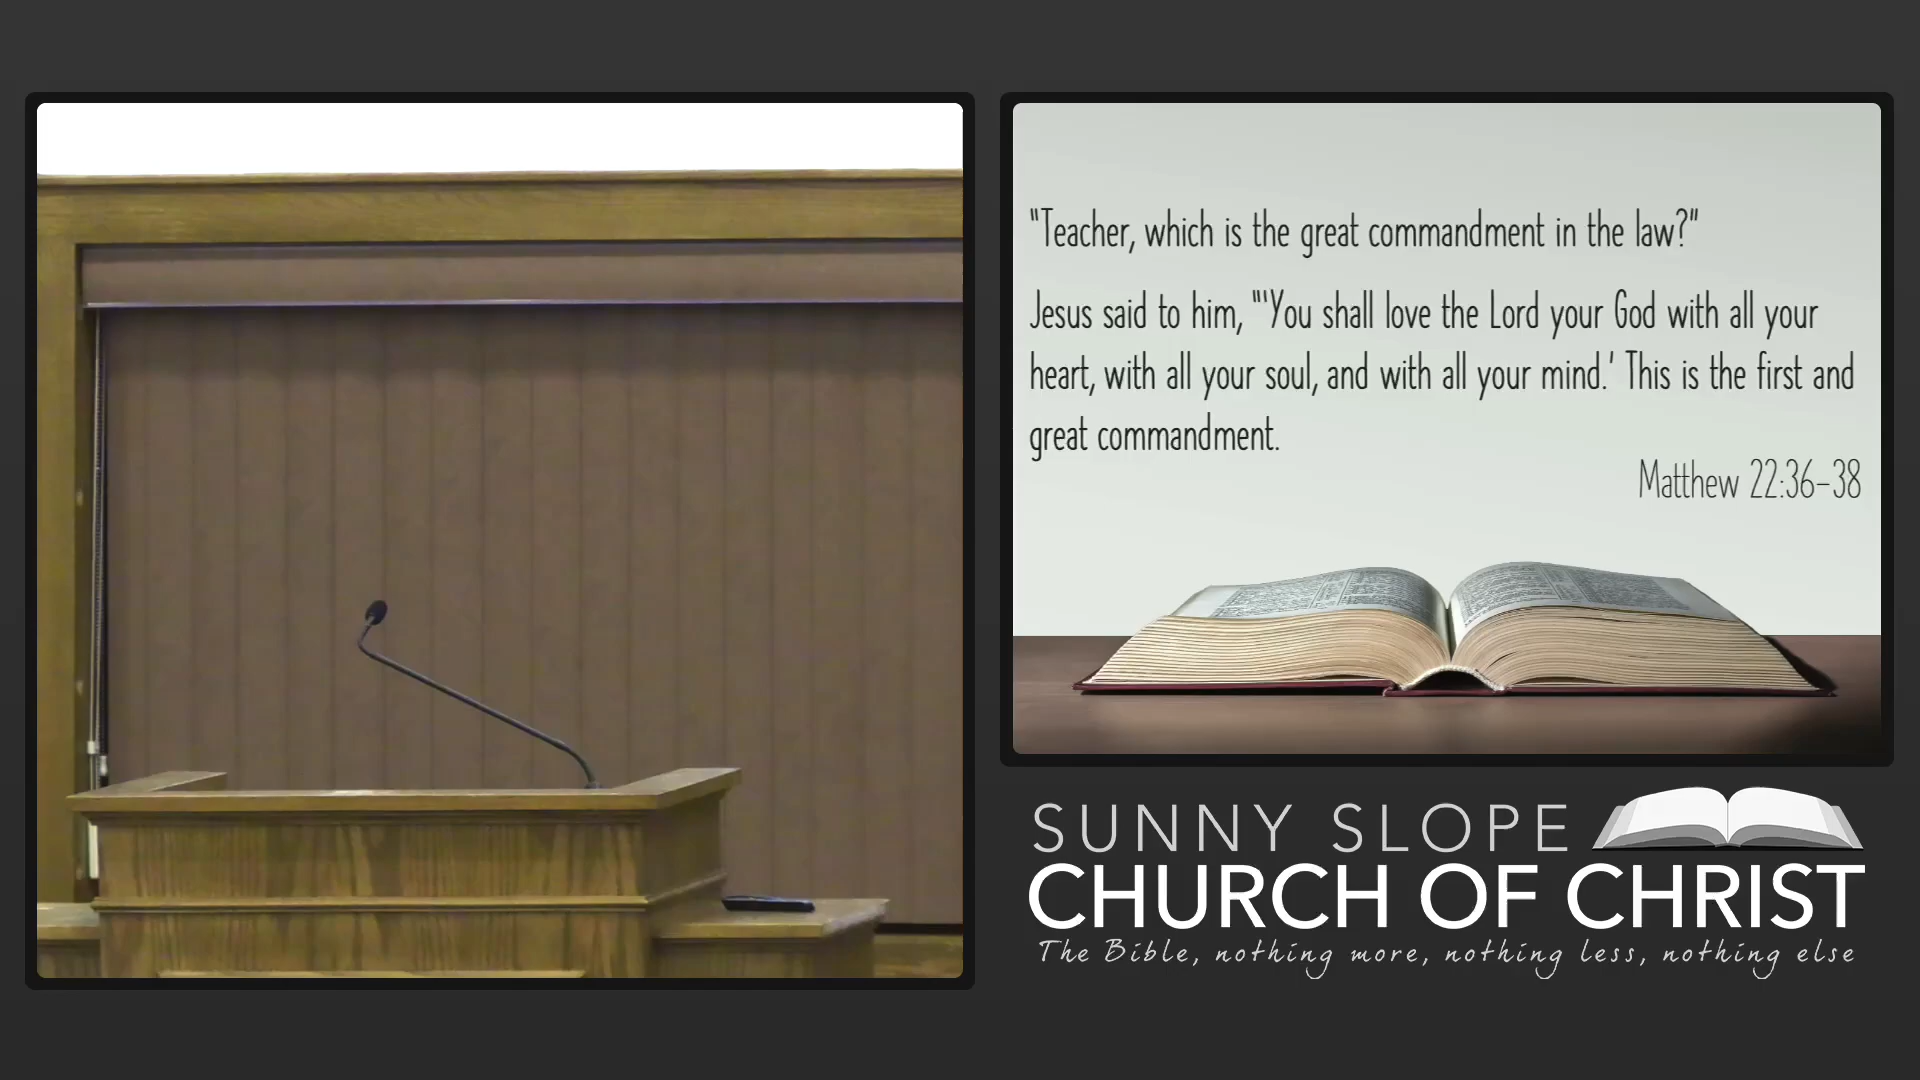 "Teacher, which is the great commandment in the law?"
Jesus said to him, "'You shall love the Lord your God with all your
heart, with all your soul, and with all your mind.' This is the first and
great commandment.
Matthew 22:36-38
SUNNY SLOPE
CHURCH OF CHRIST
The Bible, nothing more, nothing less, nothing else